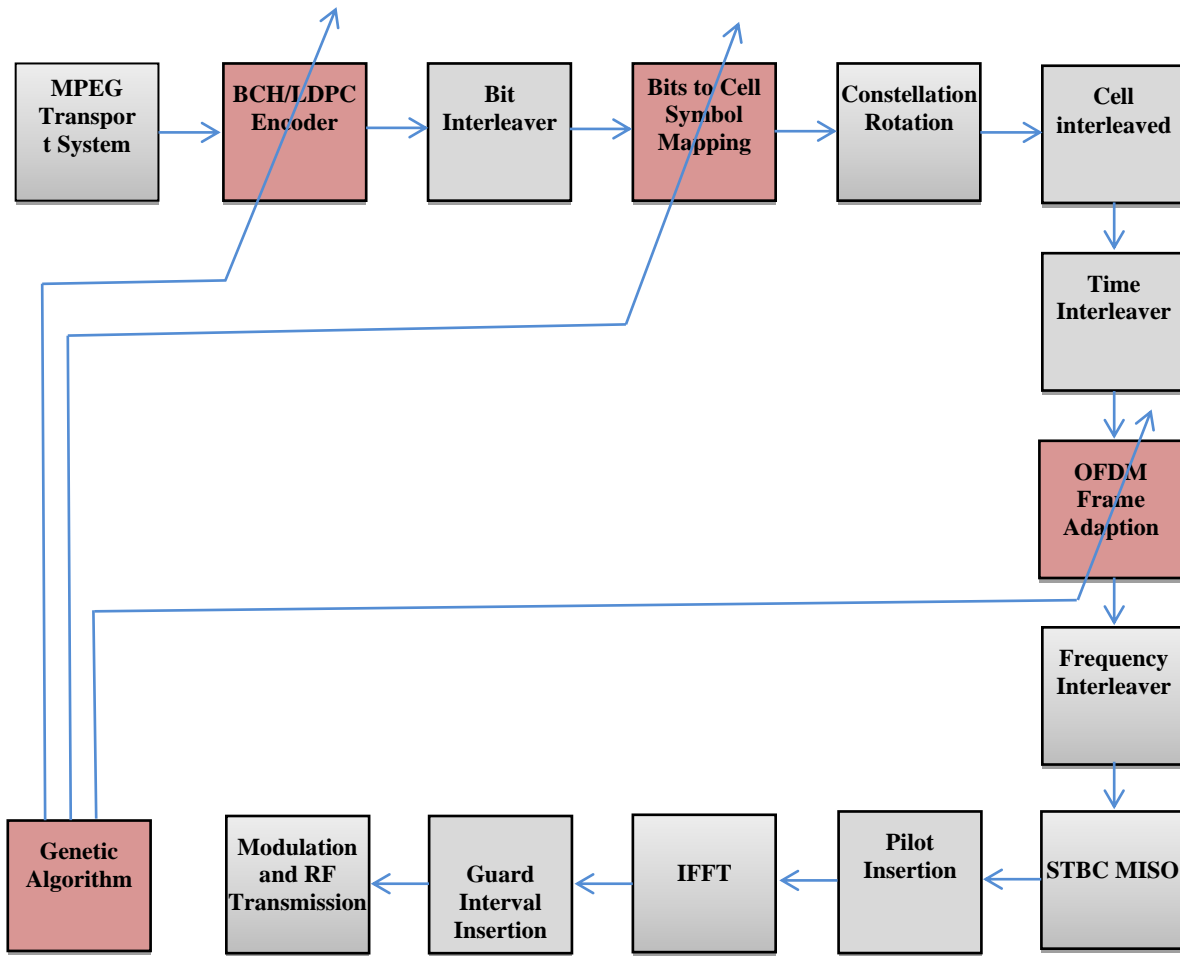 MPEG
Transpor
t System
BCH/LDPC
Encoder
Bit
Interleaver
Bits to Cell
Symbol
Mapping
Constellation
Rotation
Cell
interleaved
Time
Interleaver
OFDM
Frame
Adaption
Frequency
Interleaver
Genetic
Algorithm
Modulation
and RF
Transmission
Guard
Interval
Insertion
IFFT
Pilot
Insertion
STBC MISO